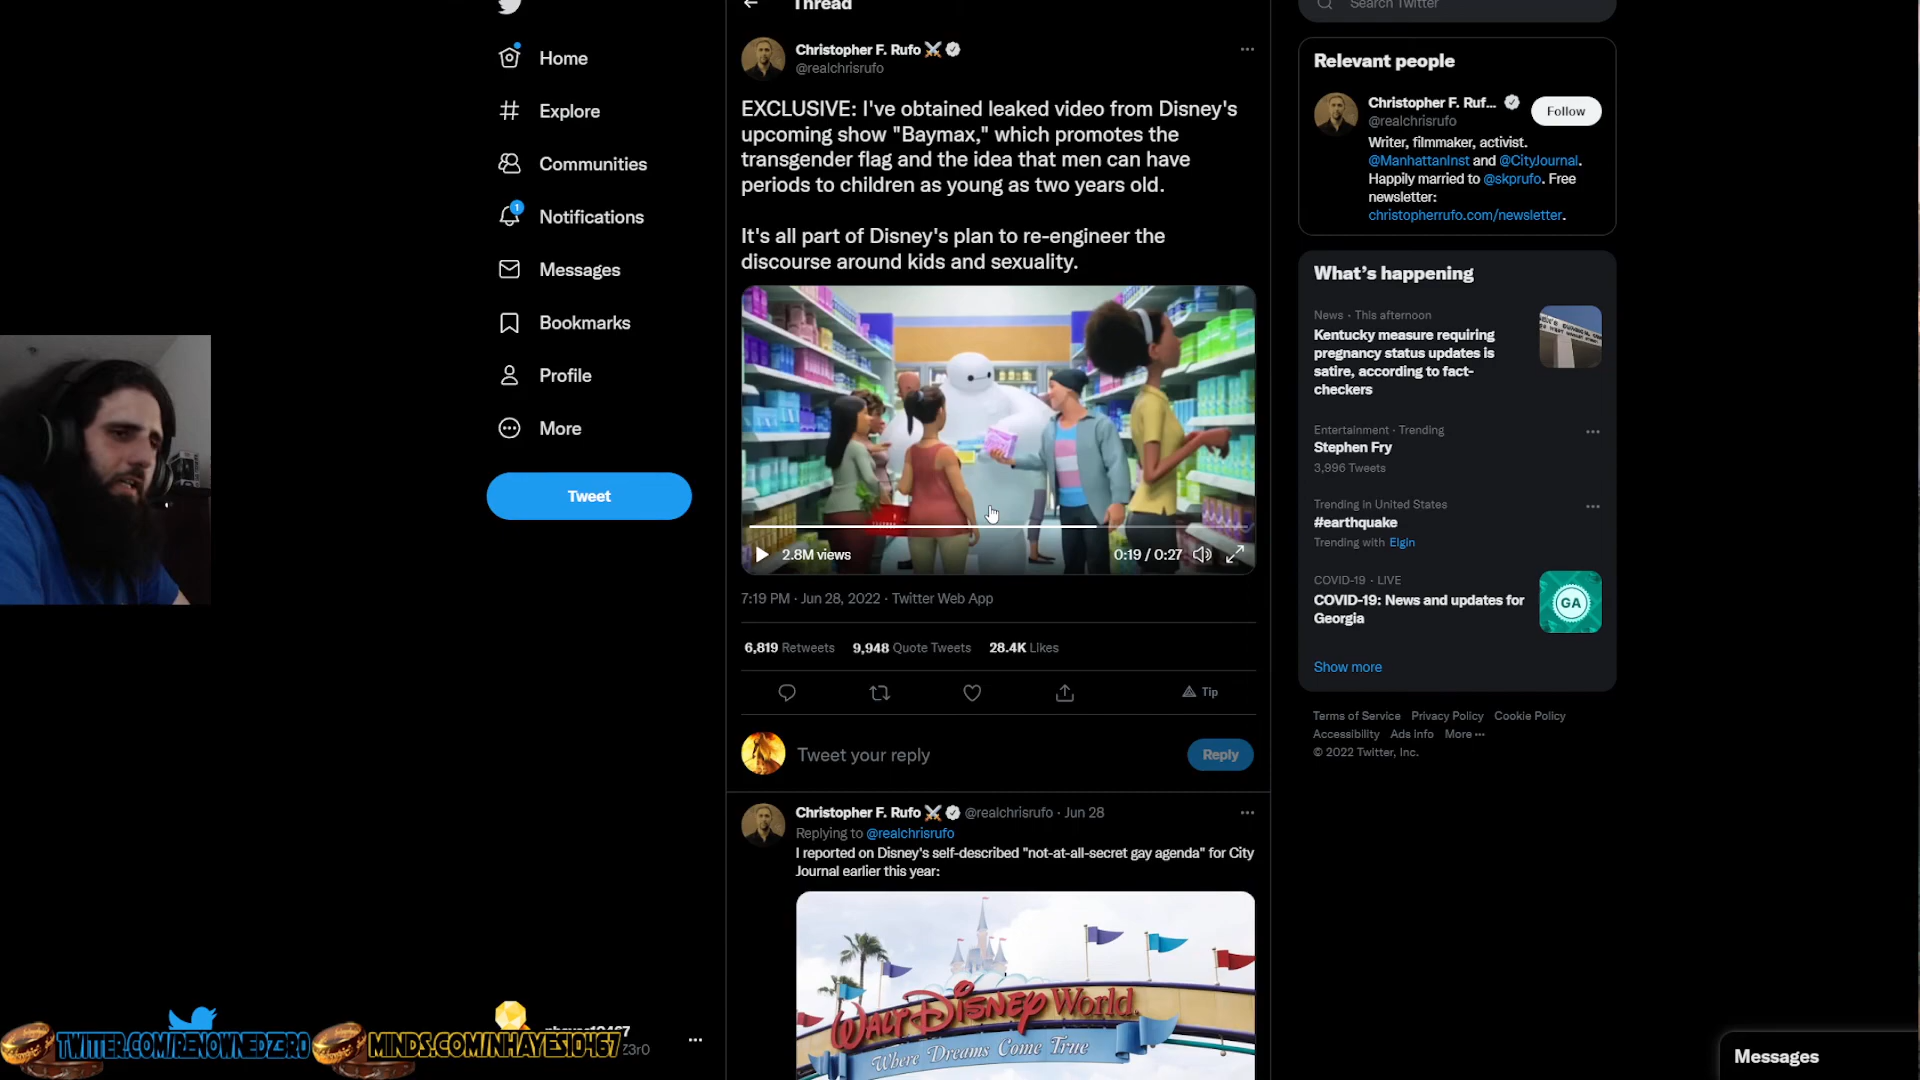 Home
Explore
Communities
1
Notifications
Messages
Bookmarks
Profile
More
Tweet
Thread
Christopher F. Rufo
@realchrisrufo
EXCLUSIVE: I've obtained leaked video from Disney's
upcoming show "Baymax," which promotes the
transgender flag and the idea that men can have
periods to children as young as two years old.
It's all part of Disney's plan to re-engineer the
discourse around kids and sexuality.
2.8M views
0:19 / 0:27
7:19 PM · Jun 28, 2022 · Twitter Web App
6,819 Retweets 9,948 Quote Tweets 28.4K Likes
Tip
Tweet your reply
Reply
Christopher F. Rufo @realchrisrufo · Jun 28
Replying to @realchrisrufo
I reported on Disney's self-described "not-at-all-secret gay agenda" for City
Journal earlier this year:
Walt Disney World
Where Dreams Come True
Search Twitter
Relevant people
Christopher F. Ruf...
@realchrisrufo
Follow
Writer, filmmaker, activist.
@ManhattanInst and @CityJournal.
Happily married to @skprufo. Free
newsletter:
christopherrufo.com/newsletter.
What's happening
News · This afternoon
Kentucky measure requiring
pregnancy status updates is
satire, according to fact-
checkers
Entertainment · Trending
Stephen Fry
3,996 Tweets
Trending in United States
#earthquake
Trending with Elgin
COVID-19 · LIVE
COVID-19: News and updates for
Georgia
GA
Show more
Terms of Service Privacy Policy Cookie Policy
Accessibility Ads info More ···
© 2022 Twitter, Inc.
TWITTER.COM/RENOWNEDZ3R0
MINDS.COM/NHAYES10467
Z3r0
Messages